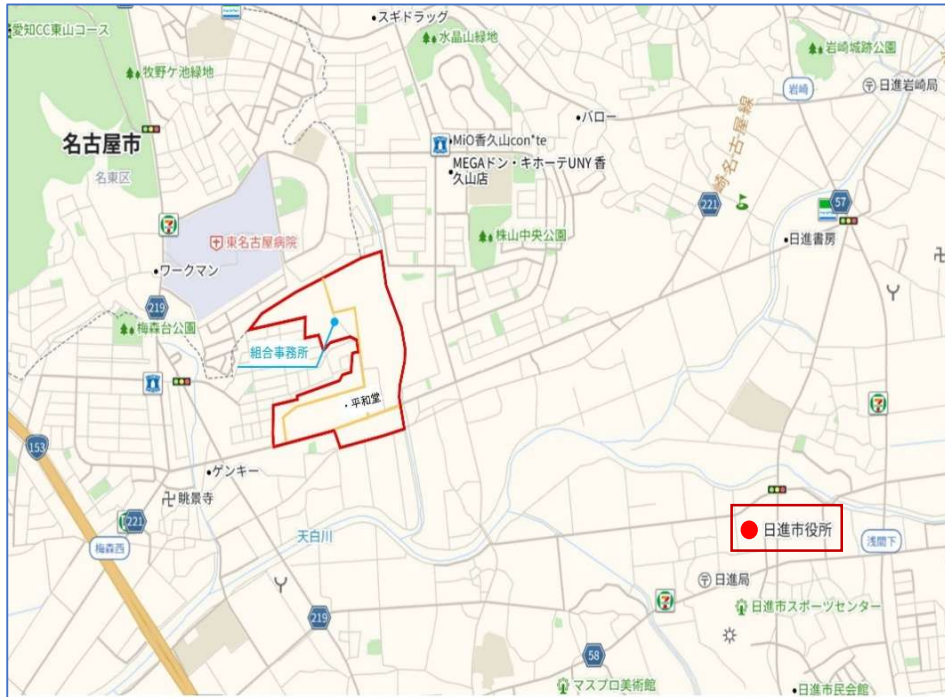 スギドラッグ
愛知CC東山コース
水晶山緑地
岩崎城跡公園
牧野ケ池緑地
岩崎
日進岩崎局
バロー
名古屋市
MiO香久山con*te
名東区
MEGAドン・キホーテUNY 香
久山店
名古屋線
221
57
東名古屋病院
株山中央公園
日進書房
ワークマン
219
梅森台公園
組合事務所
・平和堂
153
ゲンキー
眺景寺
221
天白川
日進市役所
梅森西
浅間下
日進局
日進市スポーツセンター
219
58
マスプロ美術館
日進市民会館